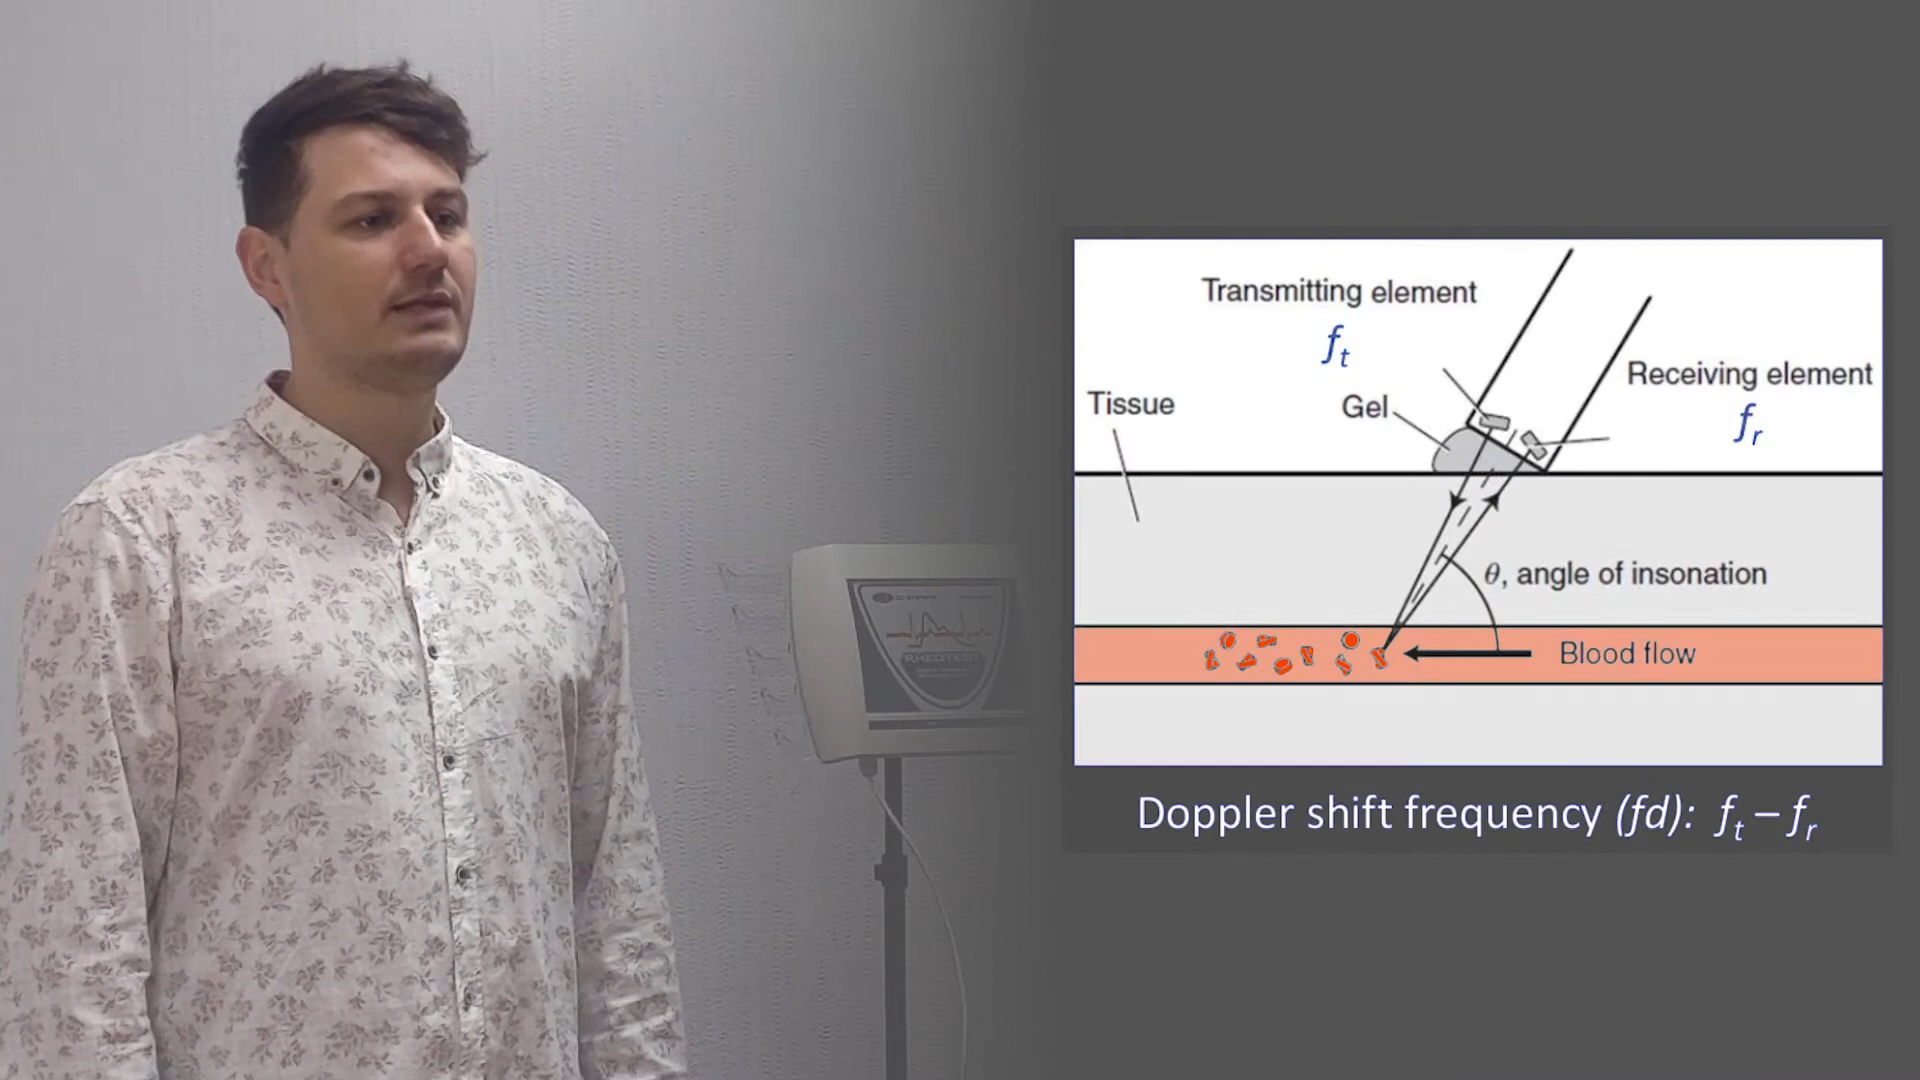 Transmitting element
f_t
Receiving element
f_r
Tissue
Gel
θ, angle of insonation
Blood flow
Doppler shift frequency (fd): f_t – f_r
RHEOTEST